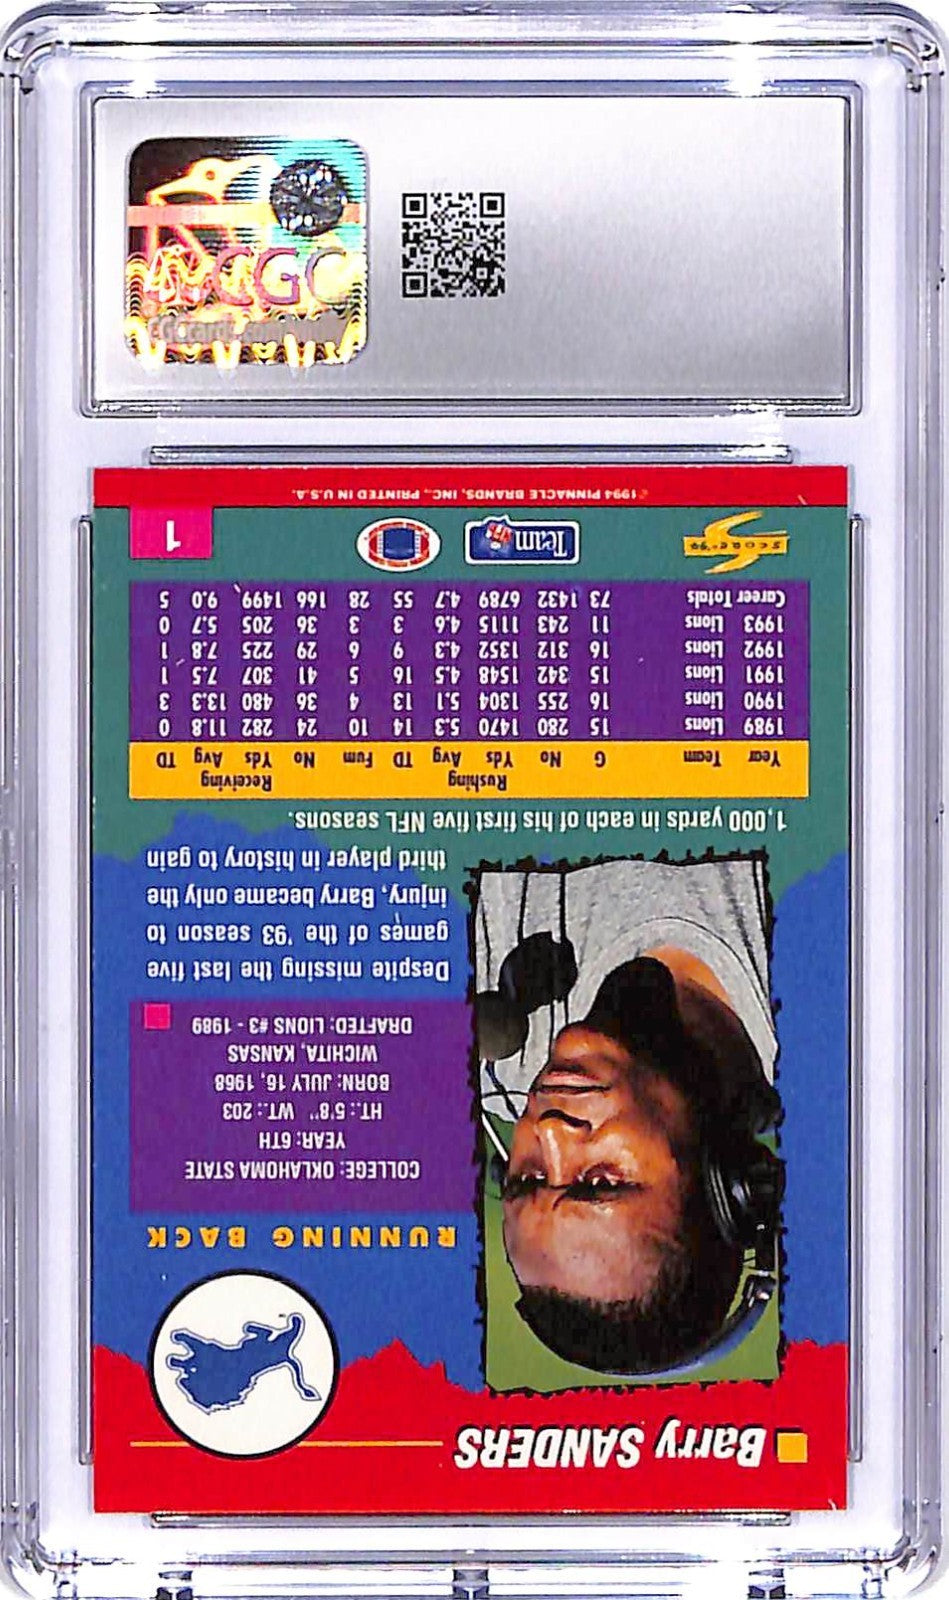 CGC
Barry SANDERS
RUNNING BACK
COLLEGE: OKLAHOMA STATE
YEAR: 6TH
HT.: 5'8" WT.: 203
BORN: JULY 16, 1968
WICHITA, KANSAS
DRAFTED: LIONS #3 - 1989
Despite missing the last five
games of the '93 season to
injury, Barry became only the
third player in history to gain
1,000 yards in each of his first five NFL seasons.
Rushing Receiving
Year Team G No Yds Avg TD Fum No Yds Avg TD
1989 Lions 15 280 1470 5.3 14 10 24 282 11.8 0
1990 Lions 16 255 1304 5.1 13 4 36 480 13.3 3
1991 Lions 15 342 1548 4.5 16 5 41 307 7.5 1
1992 Lions 16 312 1352 4.3 9 6 29 225 7.8 1
1993 Lions 11 243 1115 4.6 3 3 36 205 5.7 0
Career Totals 73 1432 6789 4.7 55 28 166 1499 9.0 5
SCORE '94 Team NFL 1
©1994 PINNACLE BRANDS, INC., PRINTED IN U.S.A.